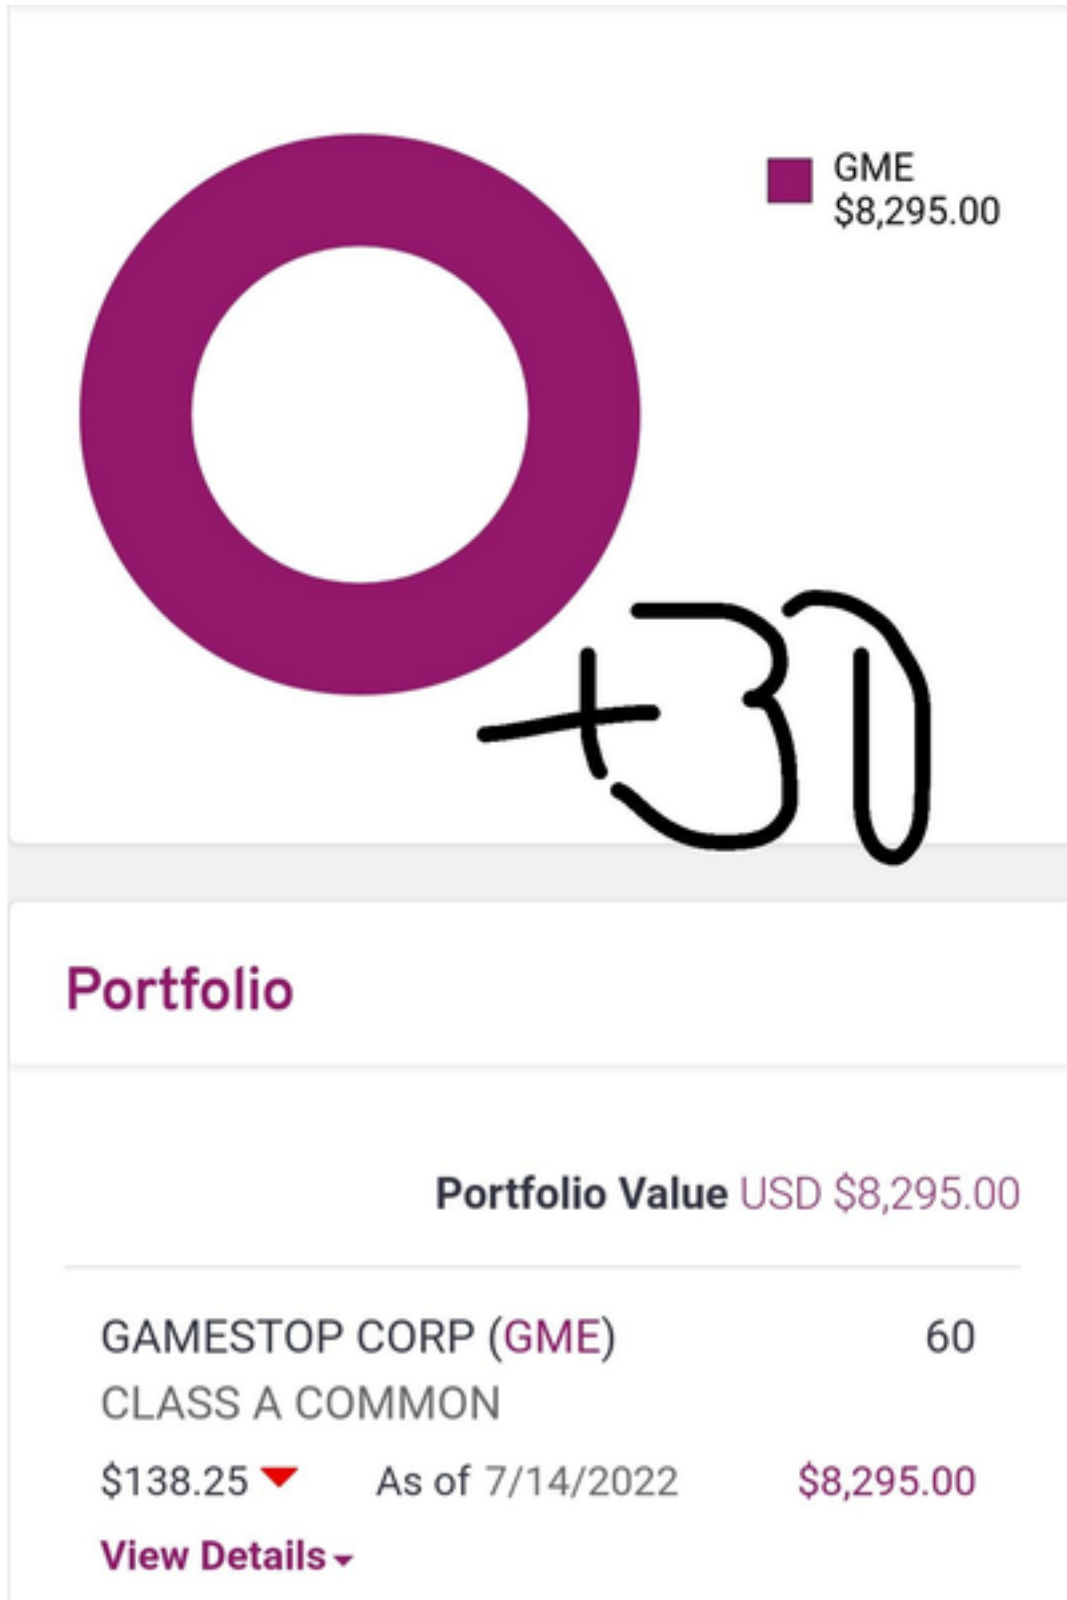 GME
$8,295.00
+30
Portfolio
Portfolio Value USD $8,295.00
GAMESTOP CORP (GME) 60
CLASS A COMMON
$138.25 As of 7/14/2022 $8,295.00
View Details